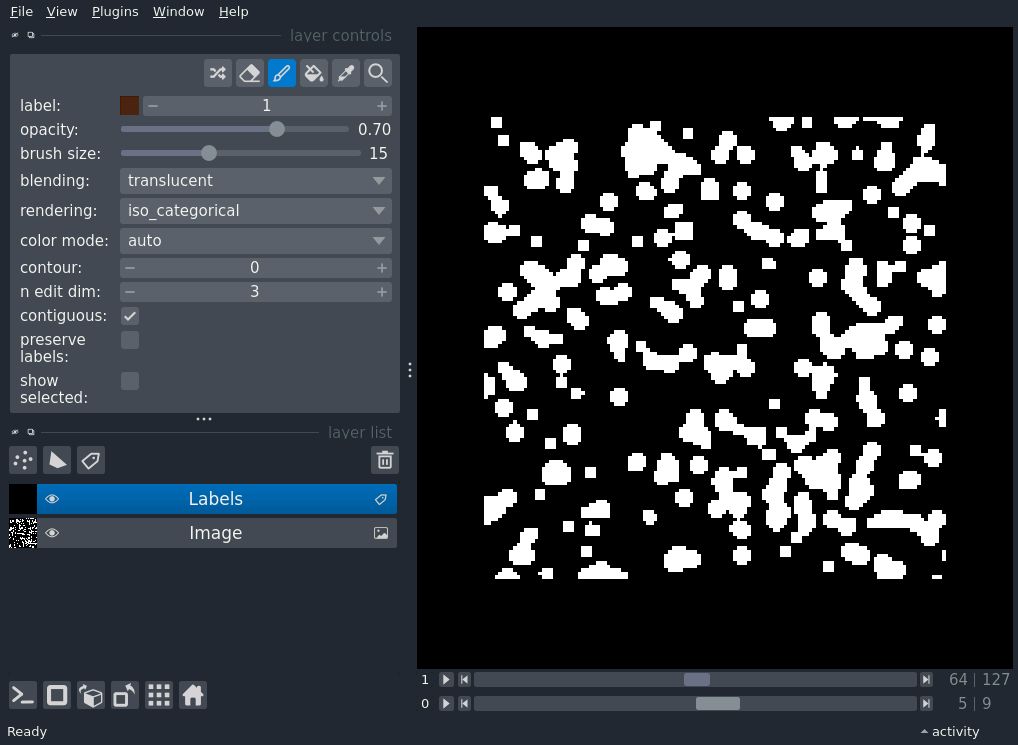 File View Plugins Window Help
layer controls
label: 1
opacity: 0.70
brush size: 15
blending: translucent
rendering: iso_categorical
color mode: auto
contour: 0
n edit dim: 3
contiguous:
preserve
labels:
show
selected:
layer list
Labels
Image
1 64 | 127
0 5 | 9
Ready activity